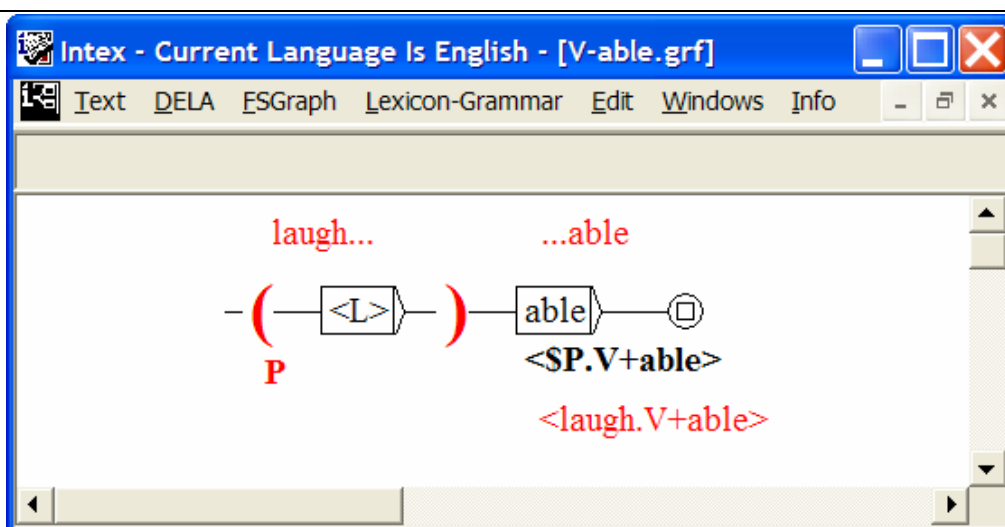 Intex - Current Language Is English - [V-able.grf]
Text DELA FSGraph Lexicon-Grammar Edit Windows Info
laugh... ...able
( <L> ) able
P <$P.V+able>
<laugh.V+able>